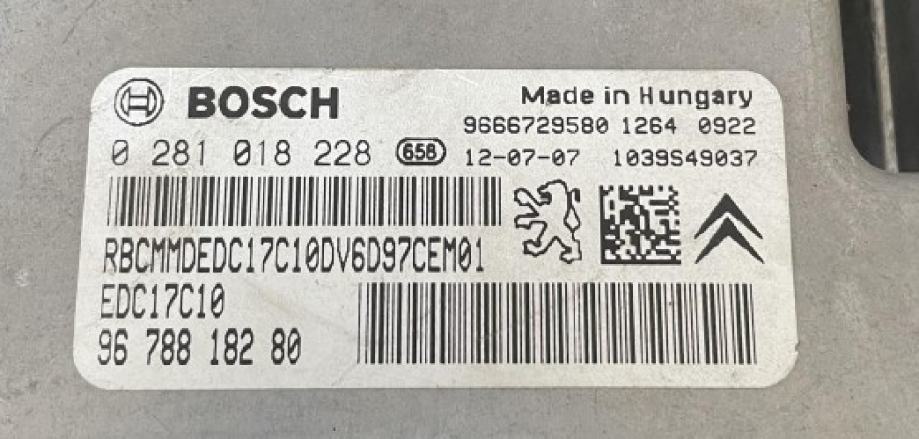 BOSCH
Made in Hungary
9666729580 1264 0922
0 281 018 228 658 12-07-07 1039S49037
RBCMMDEDC17C10DV6D97CEM01
EDC17C10
96 788 182 80